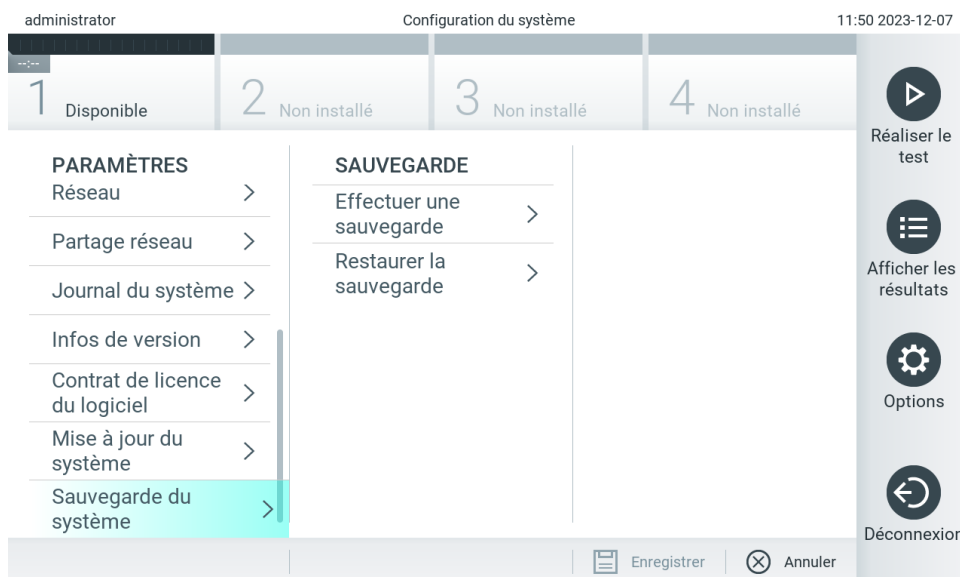 administrator
Configuration du système
11:50 2023-12-07
--:--
1 Disponible
2 Non installé
3 Non installé
4 Non installé
PARAMÈTRES
Réseau
Partage réseau
Journal du système
Infos de version
Contrat de licence
du logiciel
Mise à jour du
système
Sauvegarde du
système
SAUVEGARDE
Effectuer une
sauvegarde
Restaurer la
sauvegarde
Réaliser le
test
Afficher les
résultats
Options
Déconnexion
Enregistrer
Annuler